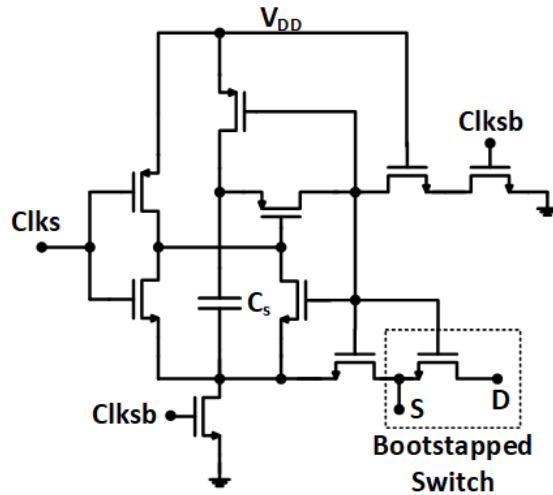 VDD
Clksb
Clks
Cs
Clksb
S
D
Bootstapped
Switch